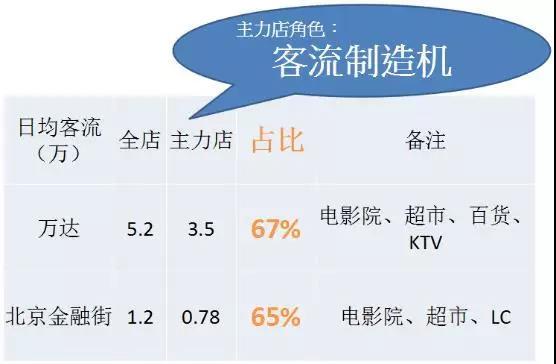 主力店角色：
客流制造机
日均客流（万） 全店 主力店 占比 备注
万达 5.2 3.5 67% 电影院、超市、百货、KTV
北京金融街 1.2 0.78 65% 电影院、超市、LC